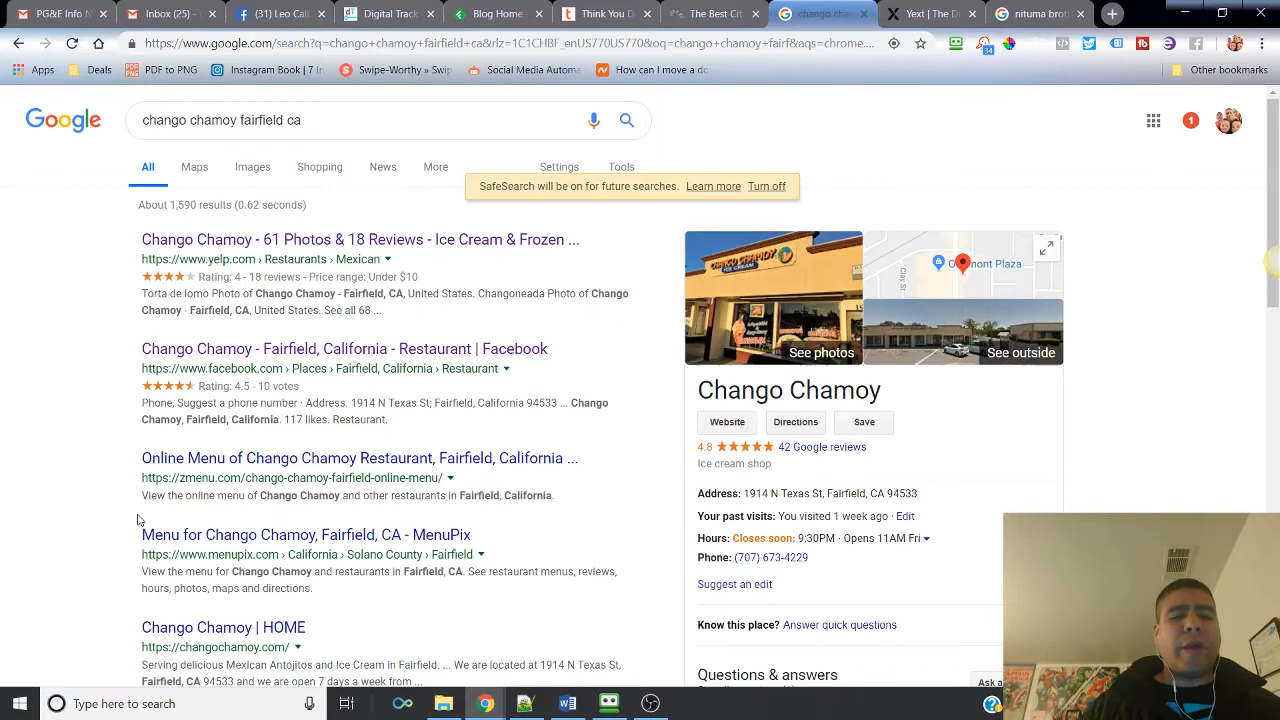 PG&E Info N
Inbox (25) -
(31) Leo Cal
Digital Track
Blog Home
Think You D
The Best Cit
chango cham
Yext | The D
nituma broth
https://www.google.com/search?q=chango+chamoy+fairfield+ca&rlz=1C1CHBF_enUS770US770&oq=chango+chamoy+fairf&aqs=chrome....
34
Apps
Deals
PDF to PNG
Instagram Book | 7 In
Swipe-Worthy » Swip
Social Media Automa
How can I move a do
Other bookmarks
Google
chango chamoy fairfield ca
1
All
Maps
Images
Shopping
News
More
Settings
Tools
SafeSearch will be on for future searches. Learn more Turn off
About 1,590 results (0.62 seconds)
Chango Chamoy - 61 Photos & 18 Reviews - Ice Cream & Frozen ...
https://www.yelp.com › Restaurants › Mexican
Rating: 4 - 18 reviews - Price range: Under $10
Torta de lomo Photo of Chango Chamoy - Fairfield, CA, United States. Changoneada Photo of Chango
Chamoy - Fairfield, CA, United States. See all 68 ...
Chango Chamoy - Fairfield, California - Restaurant | Facebook
https://www.facebook.com › Places › Fairfield, California › Restaurant
Rating: 4.5 - 10 votes
Phone, Suggest a phone number · Address. 1914 N Texas St; Fairfield, California 94533 ... Chango
Chamoy, Fairfield, California. 117 likes. Restaurant.
Online Menu of Chango Chamoy Restaurant, Fairfield, California ...
https://zmenu.com/chango-chamoy-fairfield-online-menu/
View the online menu of Chango Chamoy and other restaurants in Fairfield, California.
Menu for Chango Chamoy, Fairfield, CA - MenuPix
https://www.menupix.com › California › Solano County › Fairfield
View the menu for Chango Chamoy and restaurants in Fairfield, CA. See restaurant menus, reviews,
hours, photos, maps and directions.
Chango Chamoy | HOME
https://changochamoy.com/
Serving delicious Mexican Antojitos and Ice Cream in Fairfield. ... We are located at 1914 N Texas St,
Fairfield, CA 94533 and we are open 7 days a week from ...
CHANGO CHAMOY
ICE CREAM
See photos
Clay St
mont Plaza
See outside
Chango Chamoy
Website
Directions
Save
4.8
42 Google reviews
Ice cream shop
Address: 1914 N Texas St, Fairfield, CA 94533
Your past visits: You visited 1 week ago · Edit
Hours: Closes soon: 9:30PM · Opens 11AM Fri
Phone: (707) 673-4229
Suggest an edit
Know this place? Answer quick questions
Questions & answers
Ask a
Type here to search